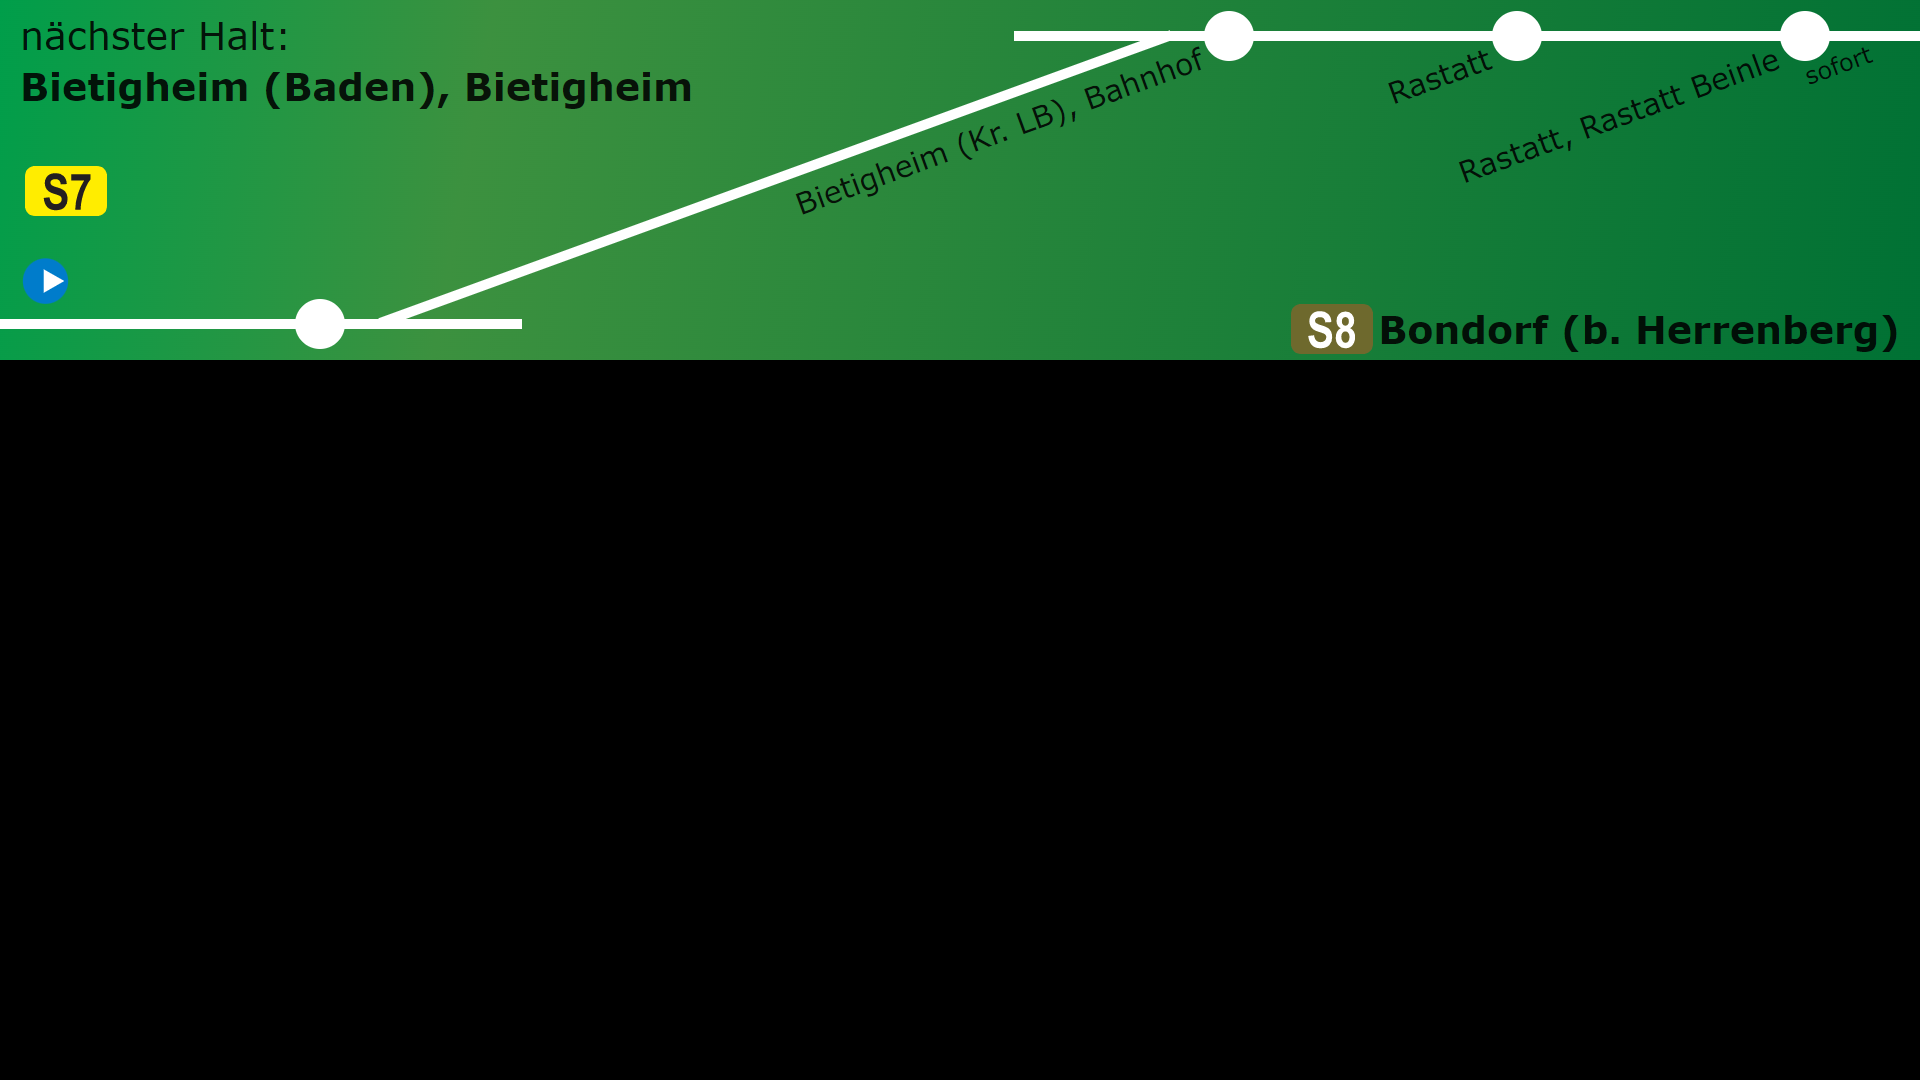 nächster Halt:
Bietigheim (Baden), Bietigheim
S7
Bietigheim (Kr. LB), Bahnhof
Rastatt
Rastatt, Rastatt Beinle
sofort
S8 Bondorf (b. Herrenberg)